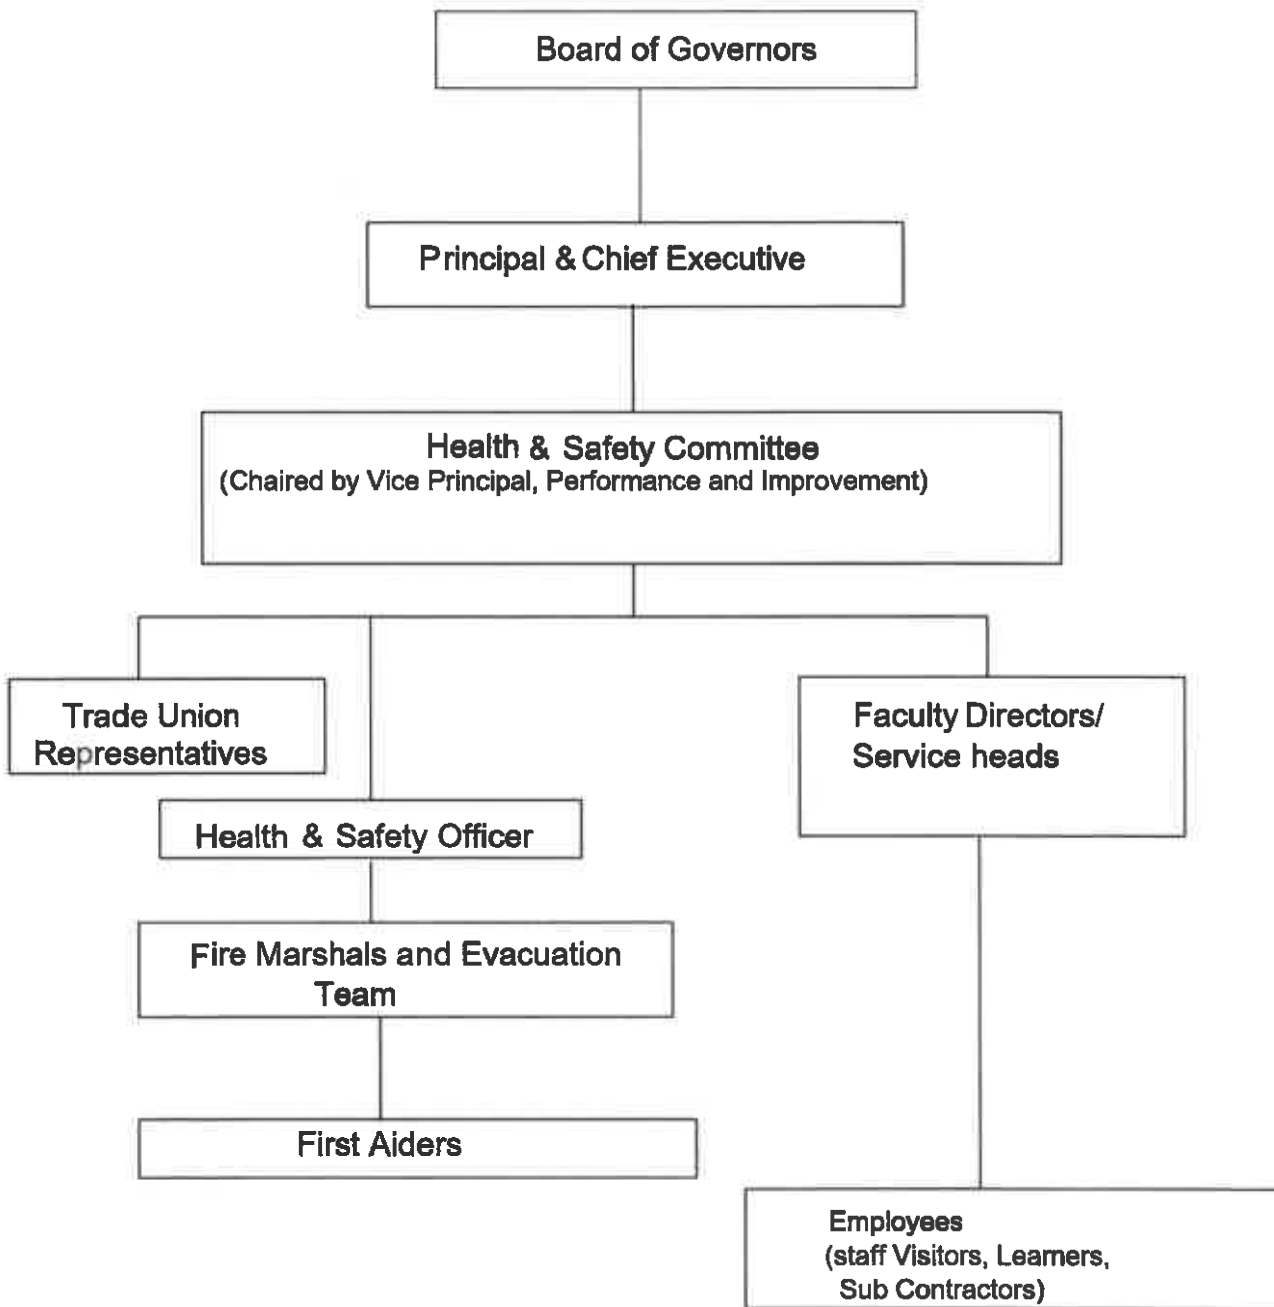 Board of Governors
Principal & Chief Executive
Health & Safety Committee
(Chaired by Vice Principal, Performance and Improvement)
Trade Union
Representatives
Faculty Directors/
Service heads
Health & Safety Officer
Fire Marshals and Evacuation
Team
First Aiders
Employees
(staff Visitors, Learners,
Sub Contractors)